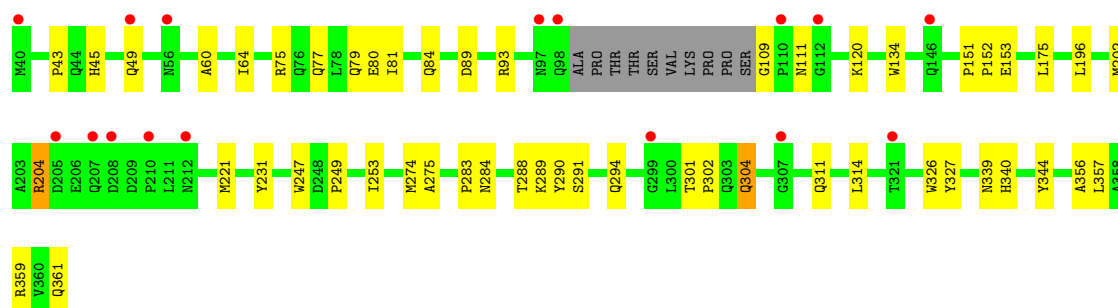 M40 P43 Q44 H45 Q49 N56 A60 I64 R75 Q76 Q77 L78 Q79 E80 I81 Q84 D89 R93 N97 Q98 ALA PRO THR THR SER VAL LYS PRO PRO SER G109 P110 N111 G112 K120 W134 Q146 P151 P152 E153 L175 L196 M202
A203 R204 D205 E206 Q207 D208 D209 P210 L211 N212 M221 Y231 W247 D248 P249 I253 M274 A275 P283 N284 T288 K289 Y290 S291 Q294 G299 L300 T301 P302 Q303 Q304 G307 Q311 L314 T321 W326 Y327 N339 H340 Y344 A356 L357 A358
R359 V360 Q361